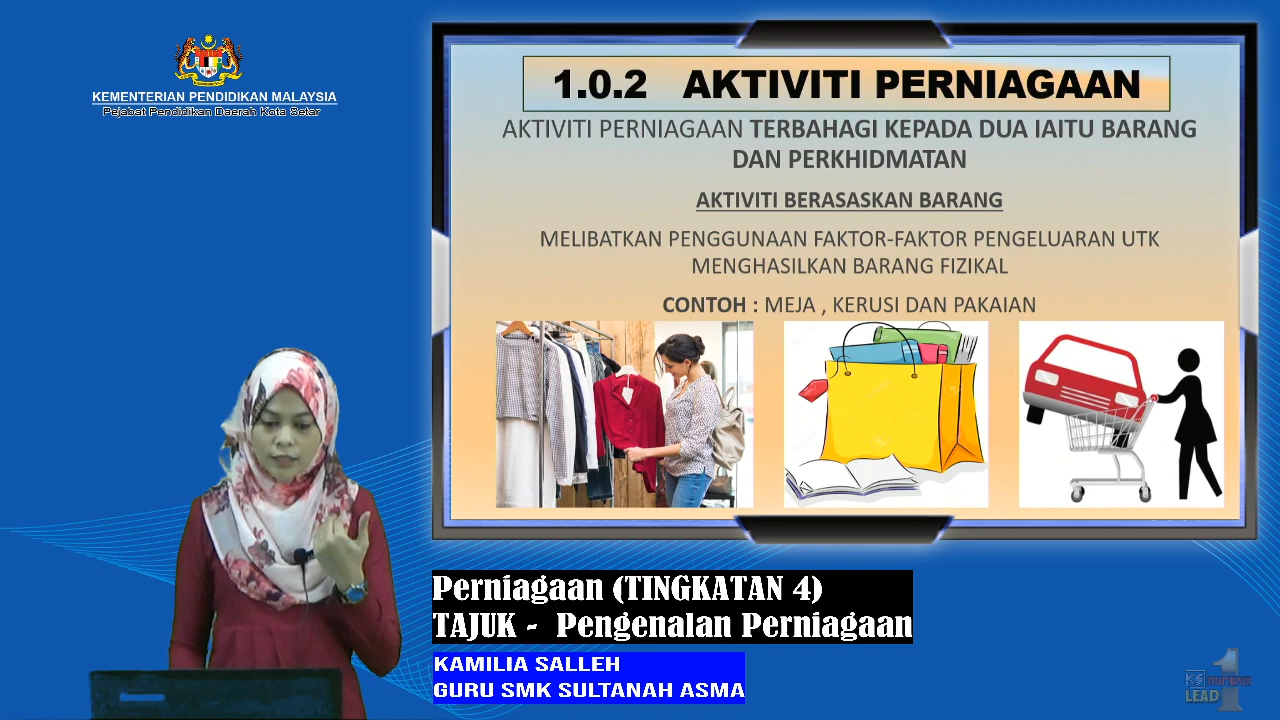 KEMENTERIAN PENDIDIKAN MALAYSIA
Pejabat Pendidikan Daerah Kota Setar
1.0.2 AKTIVITI PERNIAGAAN
AKTIVITI PERNIAGAAN TERBAHAGI KEPADA DUA IAITU BARANG
DAN PERKHIDMATAN
AKTIVITI BERASASKAN BARANG
MELIBATKAN PENGGUNAAN FAKTOR-FAKTOR PENGELUARAN UTK
MENGHASILKAN BARANG FIZIKAL
CONTOH : MEJA , KERUSI DAN PAKAIAN
Perniagaan (TINGKATAN 4)
TAJUK - Pengenalan Perniagaan
KAMILIA SALLEH
GURU SMK SULTANAH ASMA
KS
LEAD
1